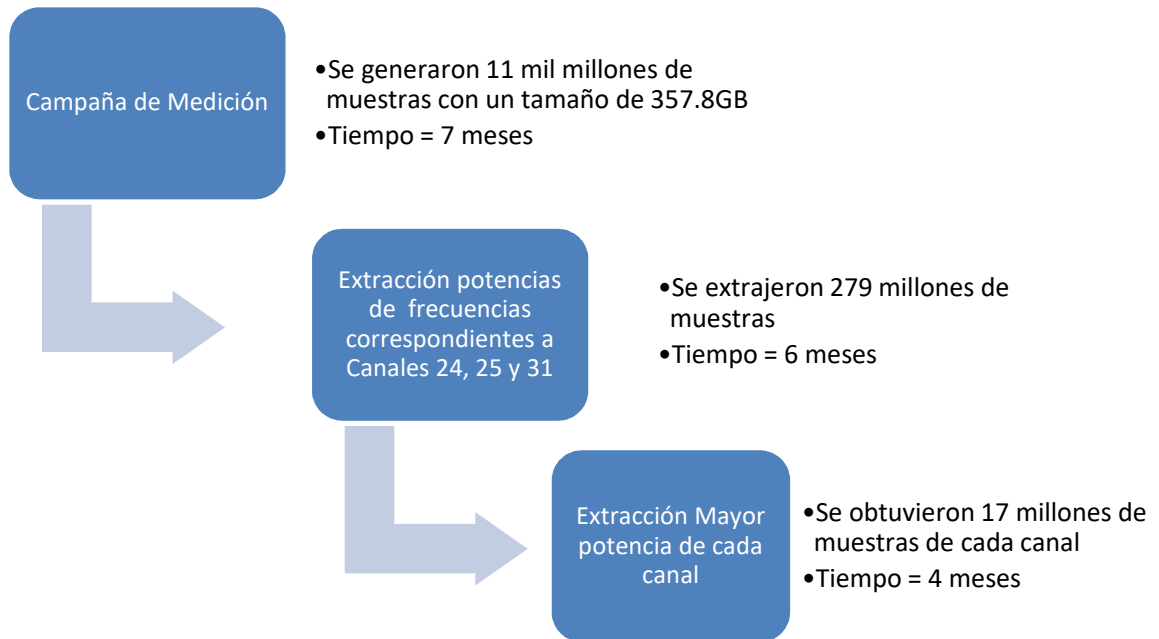 Campaña de Medición
•Se generaron 11 mil millones de
muestras con un tamaño de 357.8GB
•Tiempo = 7 meses
Extracción potencias
de frecuencias
correspondientes a
Canales 24, 25 y 31
•Se extrajeron 279 millones de
muestras
•Tiempo = 6 meses
Extracción Mayor
potencia de cada
canal
•Se obtuvieron 17 millones de
muestras de cada canal
•Tiempo = 4 meses